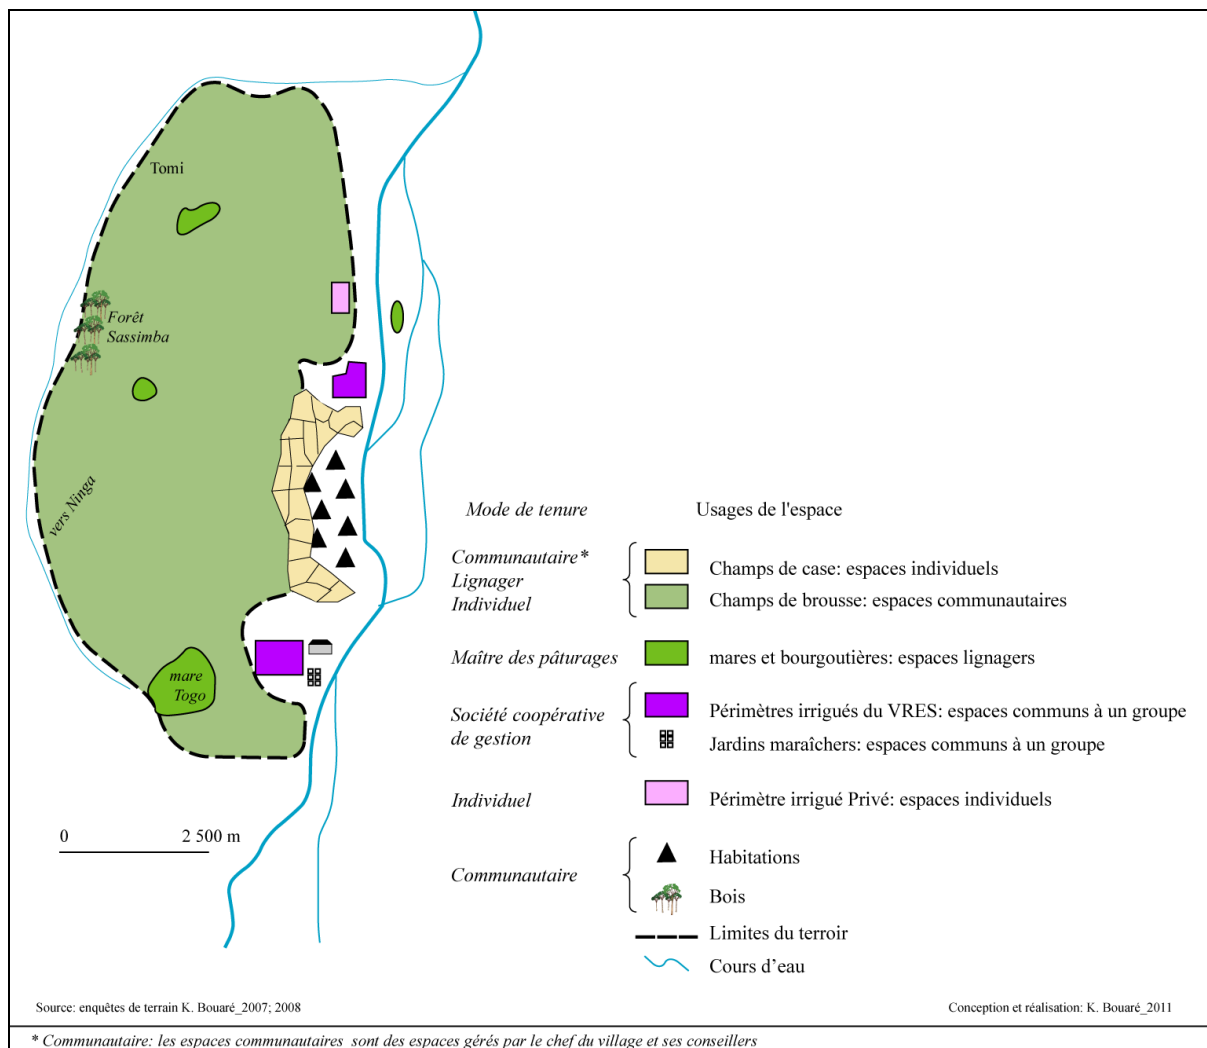 Tomi
Forêt
Sassimba
vers Ninga
mare
Togo
0 2 500 m
Mode de tenure Usages de l'espace
Communautaire*
Lignager
Individuel
Champs de case: espaces individuels
Champs de brousse: espaces communautaires
Maître des pâturages mares et bourgoutières: espaces lignagers
Société coopérative
de gestion
Périmètres irrigués du VRES: espaces communs à un groupe
Jardins maraîchers: espaces communs à un groupe
Individuel Périmètre irrigué Privé: espaces individuels
Communautaire
Habitations
Bois
Limites du terroir
Cours d’eau
Source: enquêtes de terrain K. Bouaré_2007; 2008 Conception et réalisation: K. Bouaré_2011
* Communautaire: les espaces communautaires sont des espaces gérés par le chef du village et ses conseillers